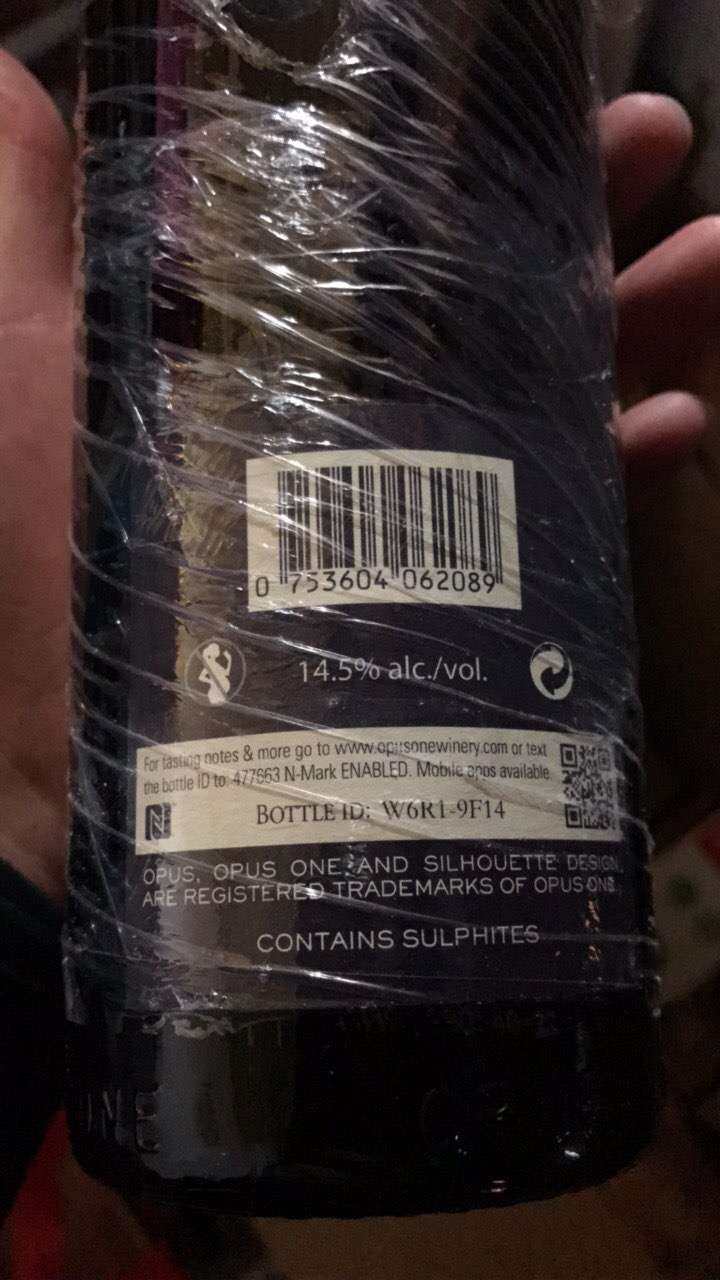 0 753604 062089
14.5% alc./vol.
For tasting notes & more go to www.opusonewinery.com or text
the bottle ID to: 477663 N-Mark ENABLED. Mobile apps available.
BOTTLE ID: W6R1-9F14
OPUS, OPUS ONE, AND SILHOUETTE DESIGN
ARE REGISTERED TRADEMARKS OF OPUS ONE.
CONTAINS SULPHITES